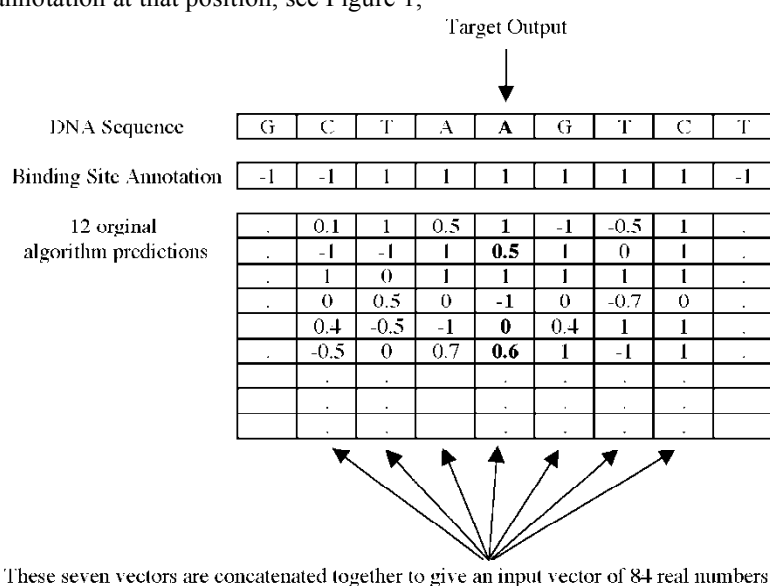 annotation at that position, see Figure 1,
Target Output
DNA Sequence G C T A A G T C T
Binding Site Annotation -1 -1 1 1 1 1 1 1 -1
12 orginal
algorithm predictions
. 0.1 1 0.5 1 -1 -0.5 1 .
. -1 -1 1 0.5 1 0 1 .
1 0 1 1 1 1 1 .
. 0 0.5 0 -1 0 -0.7 0 .
0.4 -0.5 -1 0 0.4 1 1 .
. -0.5 0 0.7 0.6 1 -1 1 .
. . . . . . .
. . . . . . .
. . . . . . .
These seven vectors are concatenated together to give an input vector of 84 real numbers